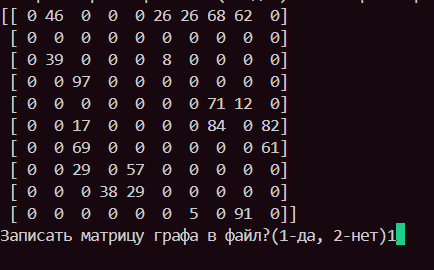 [[ 0 46 0 0 0 26 26 68 62 0]
[ 0 0 0 0 0 0 0 0 0 0]
[ 0 39 0 0 0 8 0 0 0 0]
[ 0 0 97 0 0 0 0 0 0 0]
[ 0 0 0 0 0 0 0 71 12 0]
[ 0 0 17 0 0 0 0 84 0 82]
[ 0 0 69 0 0 0 0 0 0 61]
[ 0 0 29 0 57 0 0 0 0 0]
[ 0 0 0 38 29 0 0 0 0 0]
[ 0 0 0 0 0 0 5 0 91 0]]
Записать матрицу графа в файл?(1-да, 2-нет)1